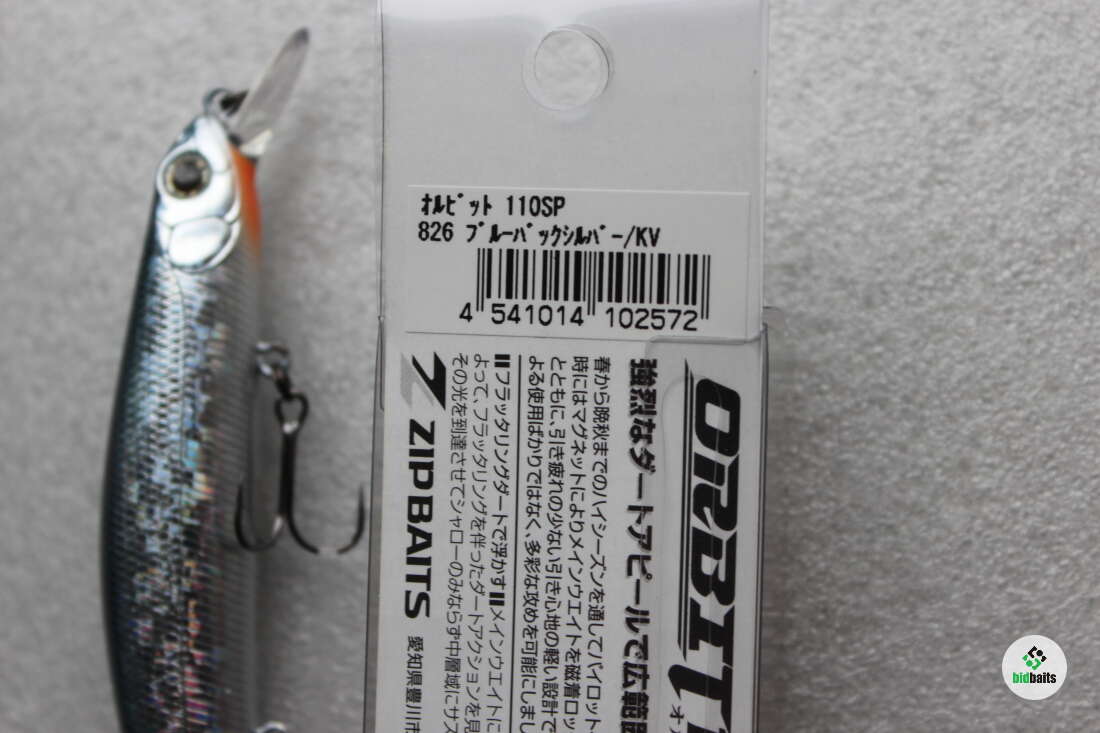 ｵﾙﾋﾞｯﾄ 110SP
826 ﾌﾞﾙｰﾊﾞｯｸｼﾙﾊﾞｰ/KV
4 541014 102572
ORBIT
オ
強烈なダートアピールで広範囲
春から晩秋までのハイシーズンを通してパイロット
時にはマグネットによりメインウエイトを磁着ロッ
とともに、引き疲れの少ない引き心地の軽い設計で
よる使用ばかりではなく、多彩な攻めを可能にしま
フラッタリングダートで浮かす メインウエイトに
よって、フラッタリングを伴ったダートアクションを見
その光を到達させてシャローのみならず中層域にサス
ZIPBAITS
愛知県豊川市
bidbaits